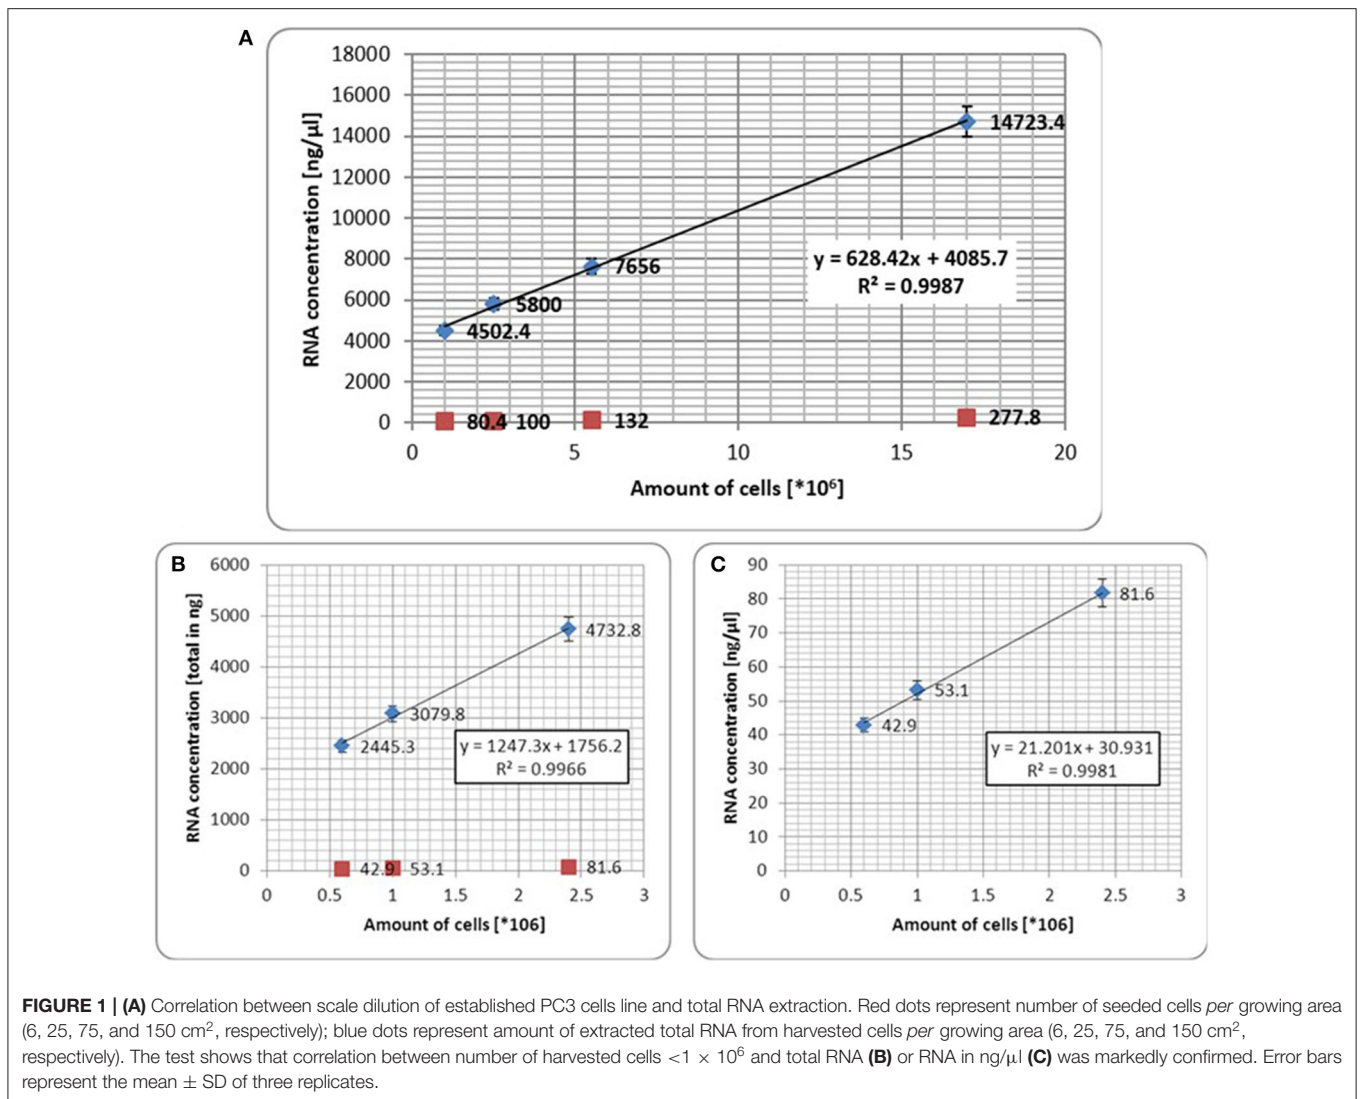 A
18000
16000
14000
12000
10000
8000
6000
4000
2000
0
RNA concentration [ng/µl]
14723.4
7656
5800
4502.4
y = 628.42x + 4085.7
R² = 0.9987
80.4 100 132 277.8
0 5 10 15 20
Amount of cells [*10⁶]
B
6000
5000
4000
3000
2000
1000
0
RNA concentration [total in ng]
4732.8
3079.8
2445.3
y = 1247.3x + 1756.2
R² = 0.9966
42.9 53.1 81.6
0 0.5 1 1.5 2 2.5 3
Amount of cells [*106]
C
90
80
70
60
50
40
30
20
10
0
RNA concentration [ng/µl]
81.6
53.1
42.9
y = 21.201x + 30.931
R² = 0.9981
0 0.5 1 1.5 2 2.5 3
Amount of cells [*106]
FIGURE 1 | (A) Correlation between scale dilution of established PC3 cells line and total RNA extraction. Red dots represent number of seeded cells per growing area
(6, 25, 75, and 150 cm², respectively); blue dots represent amount of extracted total RNA from harvested cells per growing area (6, 25, 75, and 150 cm²,
respectively). The test shows that correlation between number of harvested cells <1 × 10⁶ and total RNA (B) or RNA in ng/µl (C) was markedly confirmed. Error bars
represent the mean ± SD of three replicates.